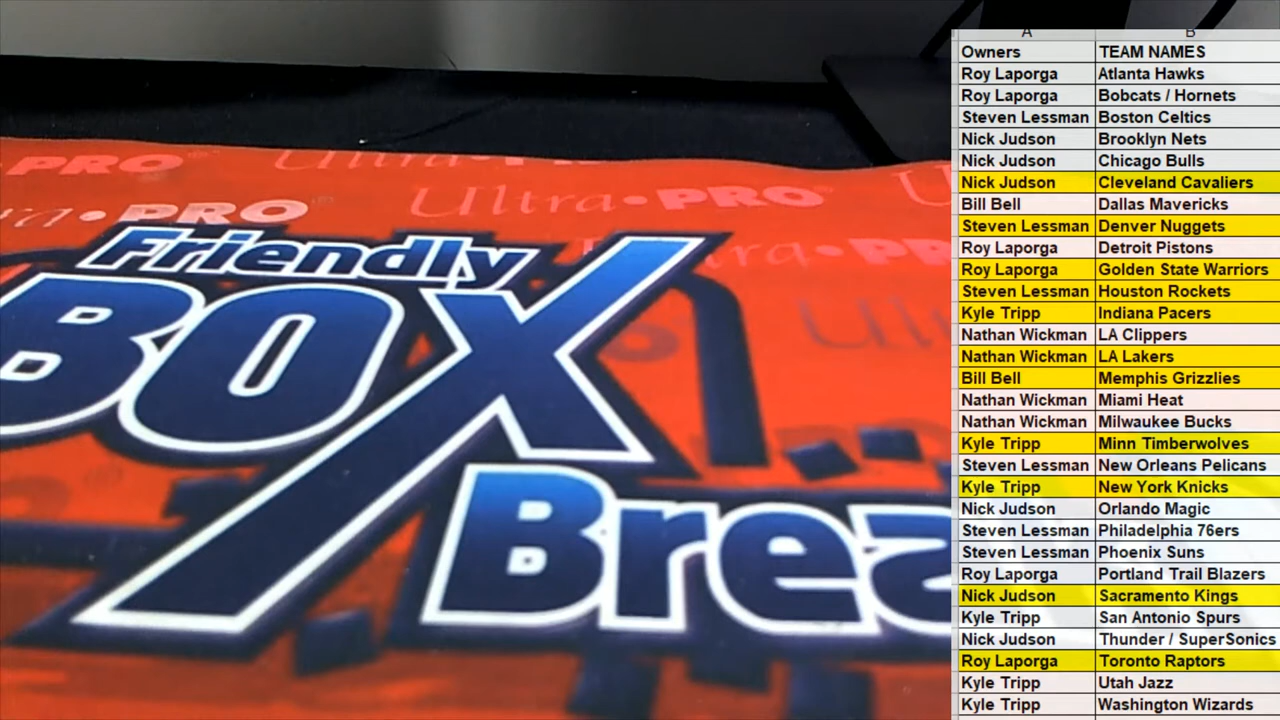 PRO
Ultra
PRO
Ultra • PRO
Friendly
BOX
A B
Owners TEAM NAMES
Roy Laporga Atlanta Hawks
Roy Laporga Bobcats / Hornets
Steven Lessman Boston Celtics
Nick Judson Brooklyn Nets
Nick Judson Chicago Bulls
Nick Judson Cleveland Cavaliers
Bill Bell Dallas Mavericks
Steven Lessman Denver Nuggets
Roy Laporga Detroit Pistons
Roy Laporga Golden State Warriors
Steven Lessman Houston Rockets
Kyle Tripp Indiana Pacers
Nathan Wickman LA Clippers
Nathan Wickman LA Lakers
Bill Bell Memphis Grizzlies
Nathan Wickman Miami Heat
Nathan Wickman Milwaukee Bucks
Kyle Tripp Minn Timberwolves
Steven Lessman New Orleans Pelicans
Kyle Tripp New York Knicks
Nick Judson Orlando Magic
Steven Lessman Philadelphia 76ers
Steven Lessman Phoenix Suns
Roy Laporga Portland Trail Blazers
Nick Judson Sacramento Kings
Kyle Tripp San Antonio Spurs
Nick Judson Thunder / SuperSonics
Roy Laporga Toronto Raptors
Kyle Tripp Utah Jazz
Kyle Tripp Washington Wizards